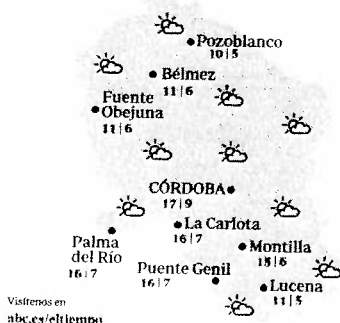 Pozoblanco
10|5
Bélmez
11|6
Fuente
Obejuna
11|6
CÓRDOBA
17|9
La Carlota
16|7
Palma
del Río
16|7
Montilla
15|6
Puente Genil
16|7
Lucena
11|5
Visítenos en
abc.es/eltiempo